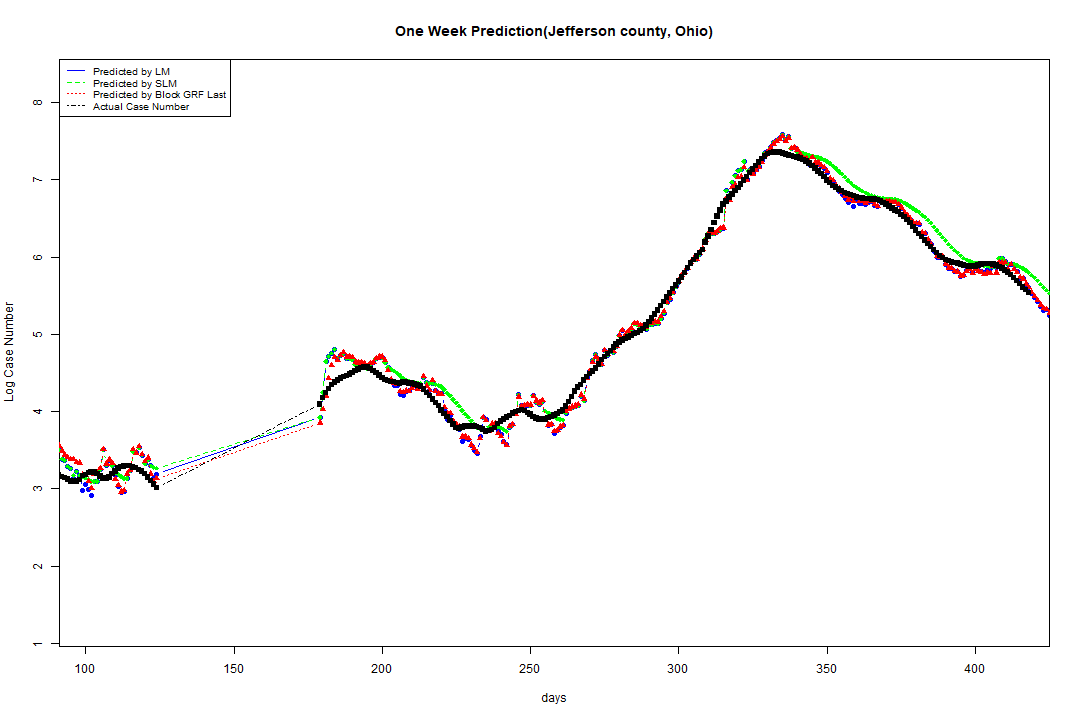 One Week Prediction(Jefferson county, Ohio)
Predicted by LM
Predicted by SLM
Predicted by Block GRF Last
Actual Case Number
8
7
6
5
4
3
2
1
Log Case Number
100 150 200 250 300 350 400
days